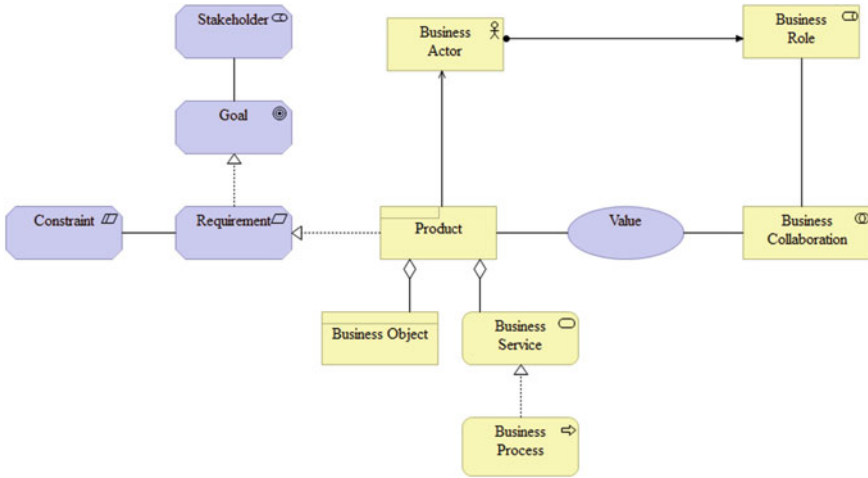 Stakeholder
Business
Actor
Business
Role
Goal
Constraint
Requirement
Product
Value
Business
Collaboration
Business Object
Business
Service
Business
Process